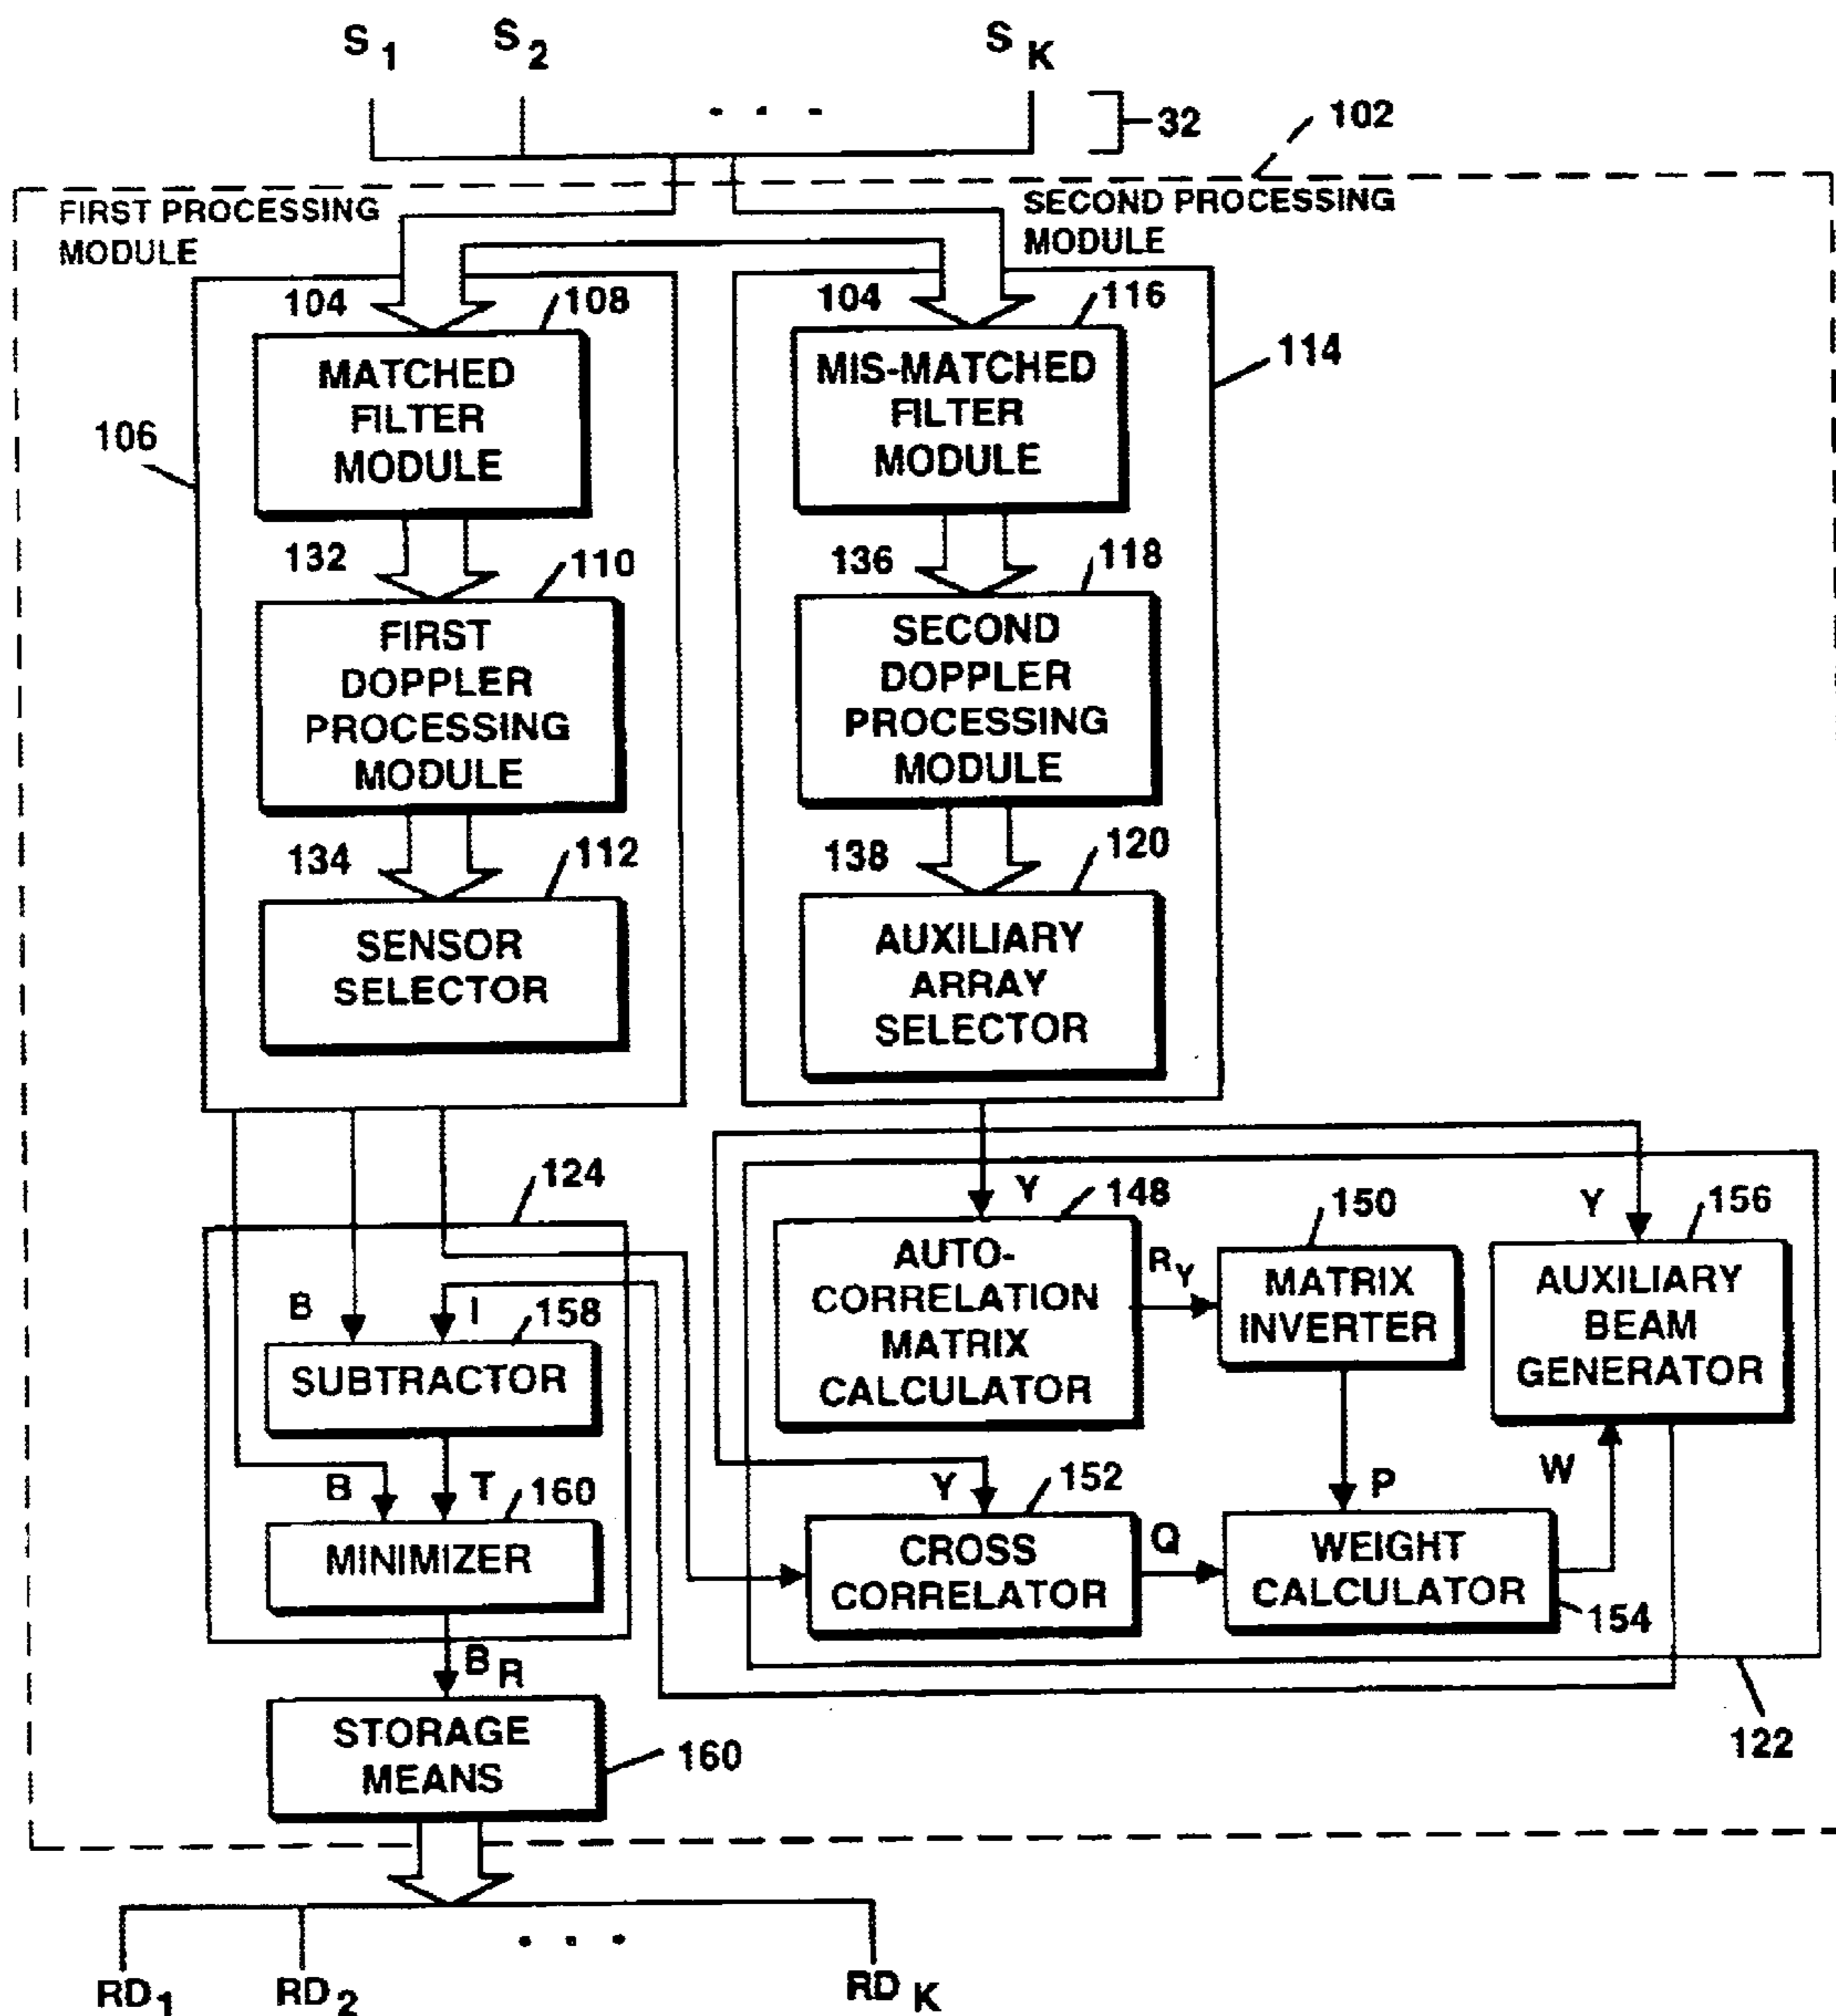 S1 S2 . . . SK
32
102
FIRST PROCESSING
MODULE
SECOND PROCESSING
MODULE
104
108
104
116
114
106
MATCHED
FILTER
MODULE
MIS-MATCHED
FILTER
MODULE
132
110
136
118
FIRST
DOPPLER
PROCESSING
MODULE
SECOND
DOPPLER
PROCESSING
MODULE
134
112
138
120
SENSOR
SELECTOR
AUXILIARY
ARRAY
SELECTOR
124
Y
148
150
Y
156
AUTO-
CORRELATION
MATRIX
CALCULATOR
RY
MATRIX
INVERTER
AUXILIARY
BEAM
GENERATOR
B
I
158
SUBTRACTOR
B
T
160
Y
152
P
W
MINIMIZER
CROSS
CORRELATOR
Q
WEIGHT
CALCULATOR
154
BR
STORAGE
MEANS
160
122
RD1 RD2 . . . RDK